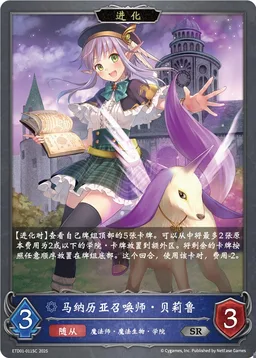 进化
【进化时】查看自己牌组顶部的5张卡牌。可以从中将最多2张原
本费用为2点以下的学院·卡牌放置到额外区。将剩余的卡牌按
照任意顺序放置在牌组底部。这个回合，使用该卡时，费用-2。
马纳历亚召唤师·贝莉鲁
3
3
随从
魔法师·魔法生物·学院
SR
ETD01-011SC 2025
© Cygames, Inc. Published by NetEase Games